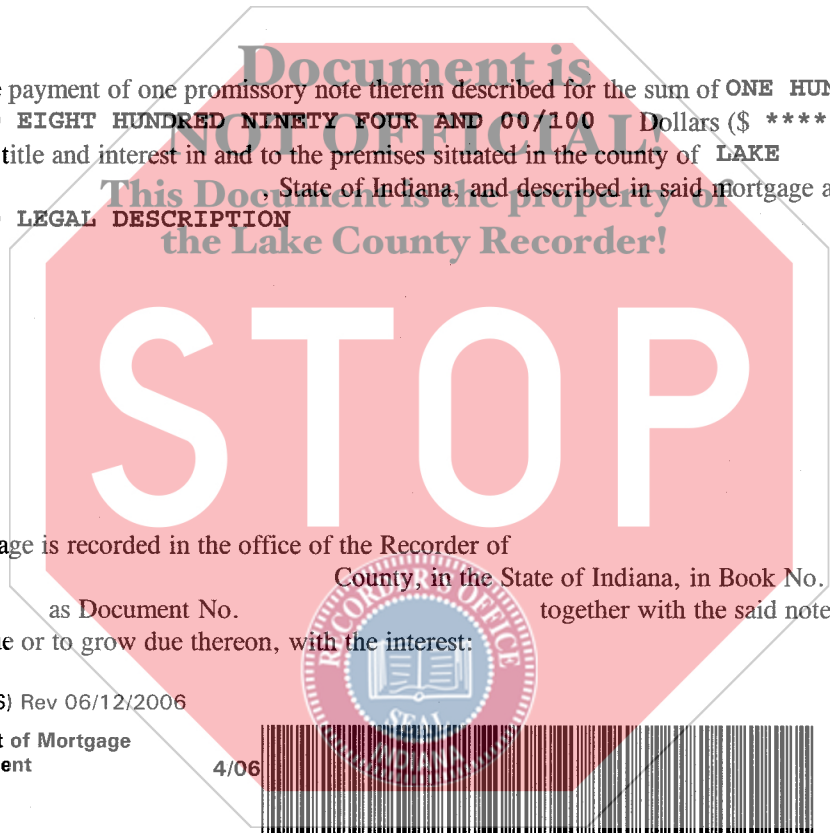 Document is
e payment of one promissory note therein described for the sum of ONE HUN
EIGHT HUNDRED NINETY FOUR AND 00/100 Dollars ($ ****
NOT OFFICIAL!
title and interest in and to the premises situated in the county of LAKE
This Document is the property of
, State of Indiana, and described in said mortgage a
LEGAL DESCRIPTION
the Lake County Recorder!
STOP
age is recorded in the office of the Recorder of
County, in the State of Indiana, in Book No.
as Document No. together with the said note
e or to grow due thereon, with the interest:
RECORDER'S OFFICE
SEAL
INDIANA
S) Rev 06/12/2006
t of Mortgage
ent 4/06